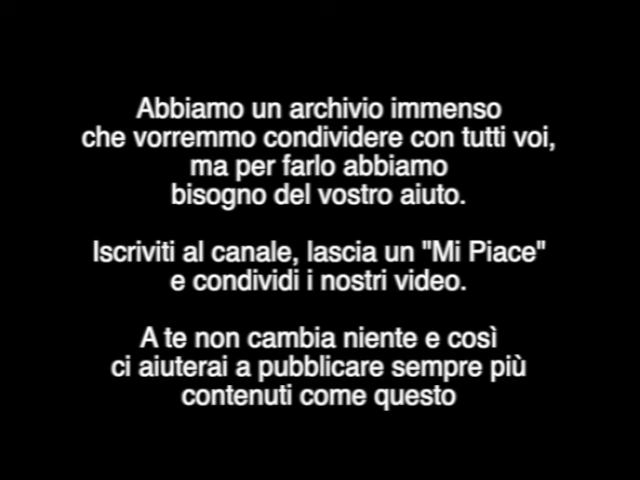 Abbiamo un archivio immenso
che vorremmo condividere con tutti voi,
ma per farlo abbiamo
bisogno del vostro aiuto.
Iscriviti al canale, lascia un "Mi Piace"
e condividi i nostri video.
A te non cambia niente e così
ci aiuterai a pubblicare sempre più
contenuti come questo